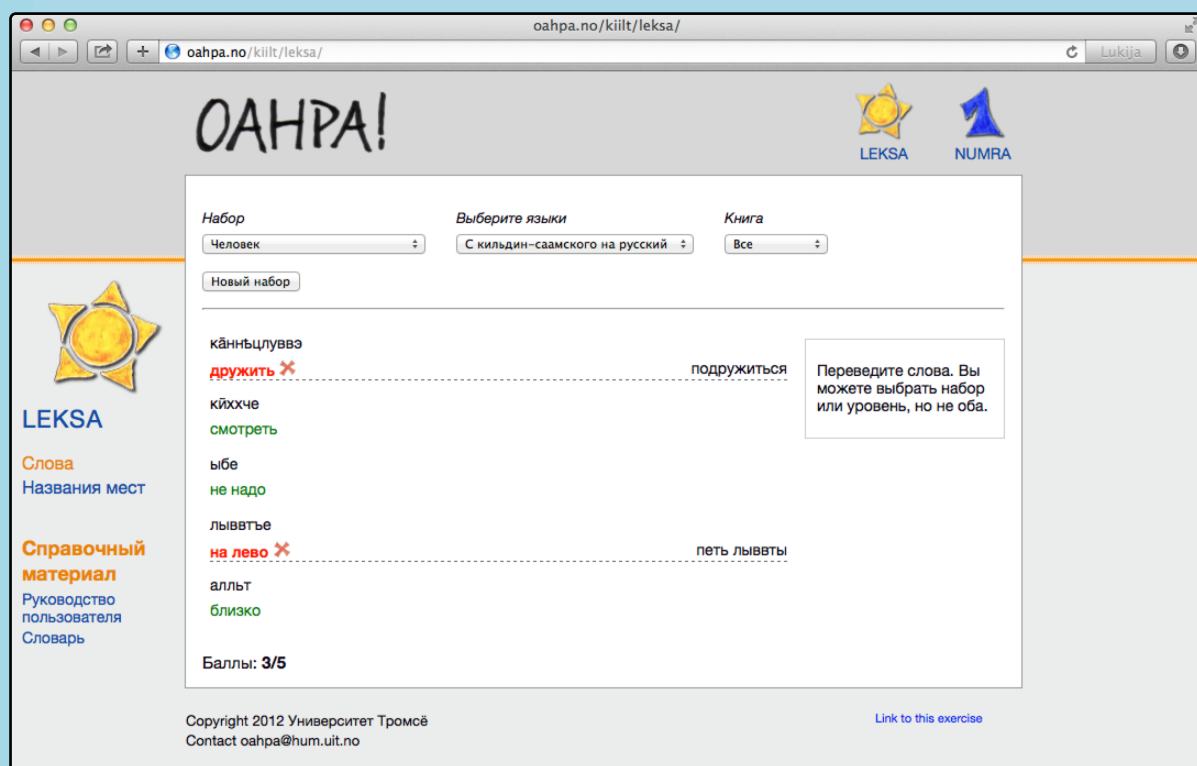 oahpa.no/kiilt/leksa/
oahpa.no/kiilt/leksa/
Lukija
OAHPA!
LEKSA
NUMRA
Набор
Выберите языки
Книга
Человек
С кильдин-саамского на русский
Все
Новый набор
кāннҍцлуввэ
дружить
подружиться
кӣххче
смотреть
ыбе
не надо
лыввтъе
на лево
петь лыввты
алльт
близко
Баллы: 3/5
Переведите слова. Вы
можете выбрать набор
или уровень, но не оба.
LEKSA
Слова
Названия мест
Справочный
материал
Руководство
пользователя
Словарь
Copyright 2012 Университет Тромсё
Contact oahpa@hum.uit.no
Link to this exercise